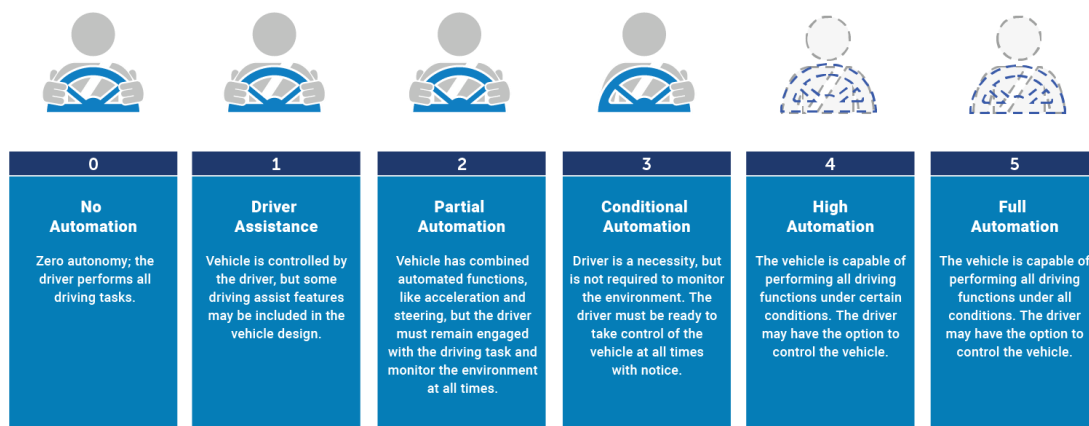 0
No
Automation
Zero autonomy; the
driver performs all
driving tasks.
1
Driver
Assistance
Vehicle is controlled by
the driver, but some
driving assist features
may be included in the
vehicle design.
2
Partial
Automation
Vehicle has combined
automated functions,
like acceleration and
steering, but the driver
must remain engaged
with the driving task and
monitor the environment
at all times.
3
Conditional
Automation
Driver is a necessity, but
is not required to monitor
the environment. The
driver must be ready to
take control of the
vehicle at all times
with notice.
4
High
Automation
The vehicle is capable of
performing all driving
functions under certain
conditions. The driver
may have the option to
control the vehicle.
5
Full
Automation
The vehicle is capable of
performing all driving
functions under all
conditions. The driver
may have the option to
control the vehicle.